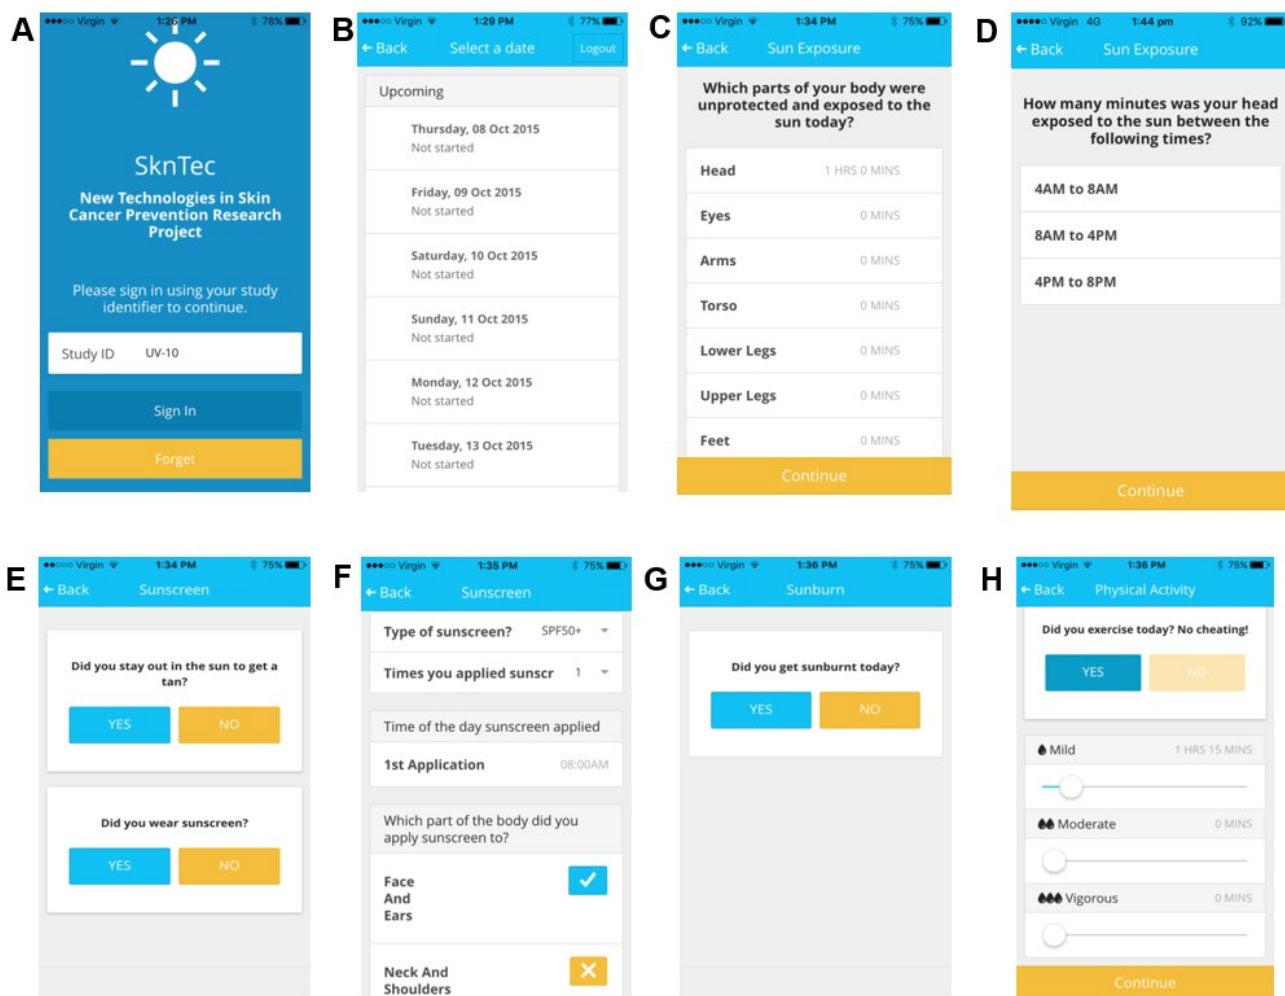 A
Virgin 1:26 PM 78%
SknTec
New Technologies in Skin
Cancer Prevention Research
Project
Please sign in using your study
identifier to continue.
Study ID UV-10
Sign In
Forget
B
Virgin 1:29 PM 77%
Back Select a date Logout
Upcoming
Thursday, 08 Oct 2015
Not started
Friday, 09 Oct 2015
Not started
Saturday, 10 Oct 2015
Not started
Sunday, 11 Oct 2015
Not started
Monday, 12 Oct 2015
Not started
Tuesday, 13 Oct 2015
Not started
C
Virgin 1:34 PM 75%
Back Sun Exposure
Which parts of your body were
unprotected and exposed to the
sun today?
Head 1 HRS 0 MINS
Eyes 0 MINS
Arms 0 MINS
Torso 0 MINS
Lower Legs 0 MINS
Upper Legs 0 MINS
Feet 0 MINS
Continue
D
Virgin 4G 1:44 pm 92%
Back Sun Exposure
How many minutes was your head
exposed to the sun between the
following times?
4AM to 8AM
8AM to 4PM
4PM to 8PM
Continue
E
Virgin 1:34 PM 75%
Back Sunscreen
Did you stay out in the sun to get a
tan?
YES NO
Did you wear sunscreen?
YES NO
F
Virgin 1:35 PM 75%
Back Sunscreen
Type of sunscreen? SPF50+
Times you applied sunscr 1
Time of the day sunscreen applied
1st Application 08:00AM
Which part of the body did you
apply sunscreen to?
Face
And
Ears
Neck And
Shoulders
G
Virgin 1:36 PM 75%
Back Sunburn
Did you get sunburnt today?
YES NO
H
Virgin 1:36 PM 75%
Back Physical Activity
Did you exercise today? No cheating!
YES NO
Mild 1 HRS 15 MINS
Moderate 0 MINS
Vigorous 0 MINS
Continue